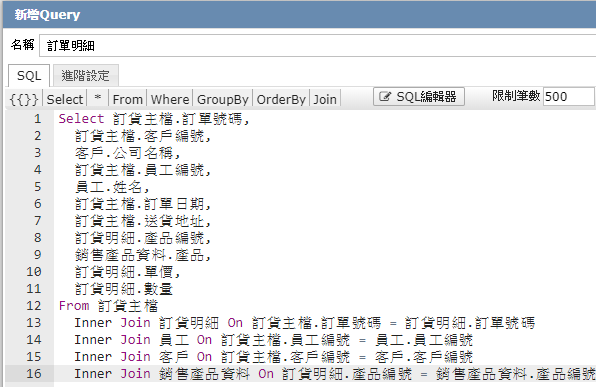 新增Query
名稱 訂單明細
SQL 進階設定
{{}} Select * From Where GroupBy OrderBy Join SQL編輯器 限制筆數 500
1 Select 訂貨主檔.訂單號碼,
2 訂貨主檔.客戶編號,
3 客戶.公司名稱,
4 訂貨主檔.員工編號,
5 員工.姓名,
6 訂貨主檔.訂單日期,
7 訂貨主檔.送貨地址,
8 訂貨明細.產品編號,
9 銷售產品資料.產品,
10 訂貨明細.單價,
11 訂貨明細.數量
12 From 訂貨主檔
13 Inner Join 訂貨明細 On 訂貨主檔.訂單號碼 = 訂貨明細.訂單號碼
14 Inner Join 員工 On 訂貨主檔.員工編號 = 員工.員工編號
15 Inner Join 客戶 On 訂貨主檔.客戶編號 = 客戶.客戶編號
16 Inner Join 銷售產品資料 On 訂貨明細.產品編號 = 銷售產品資料.產品編號